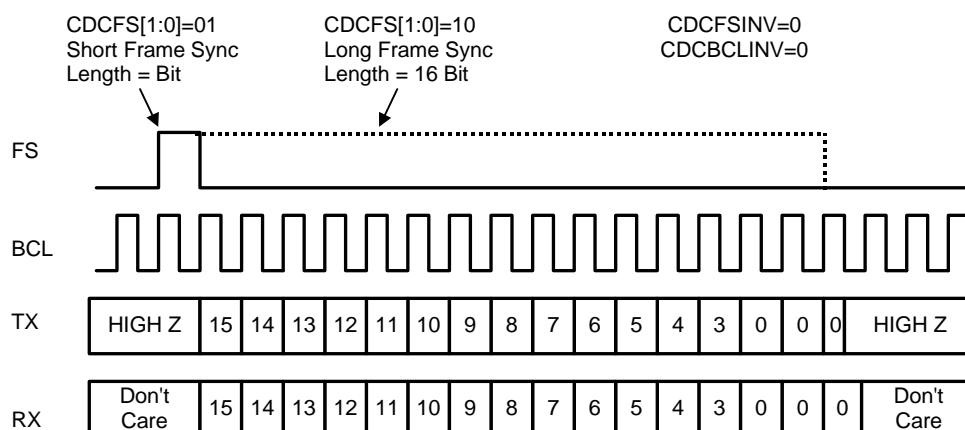 CDCFS[1:0]=01
Short Frame Sync
Length = Bit
CDCFS[1:0]=10
Long Frame Sync
Length = 16 Bit
CDCFSINV=0
CDCBCLINV=0
FS
BCL
TX HIGH Z 15 14 13 12 11 10 9 8 7 6 5 4 3 0 0 0 HIGH Z
RX Don't Care 15 14 13 12 11 10 9 8 7 6 5 4 3 0 0 0 Don't Care